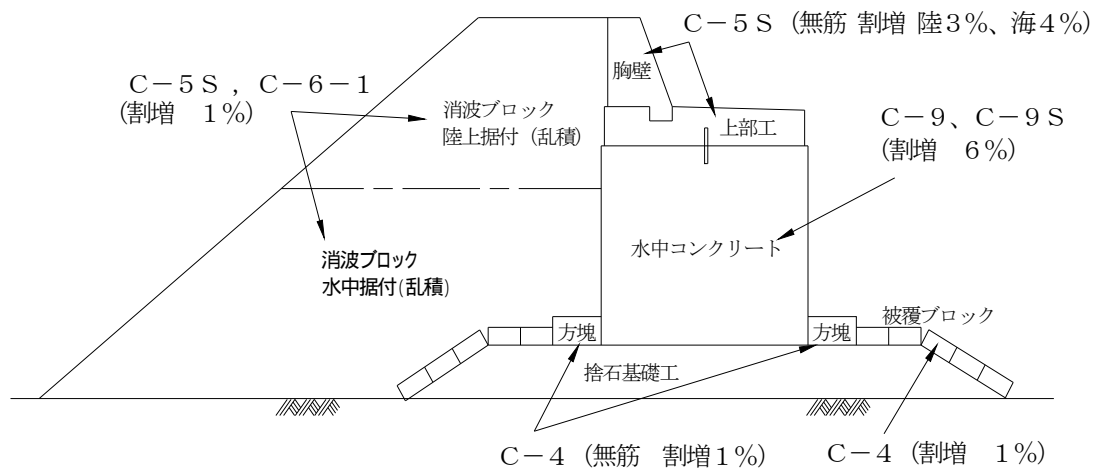 C－5S（無筋 割増 陸3％、海4％）
胸壁
C－5S，C－6－1
（割増　1％）
消波ブロック
陸上据付（乱積）
上部工
C－9、C－9S
（割増　6％）
水中コンクリート
消波ブロック
水中据付(乱積)
方塊
方塊
被覆ブロック
捨石基礎工
C－4（無筋　割増1％）
C－4（割増　1％）